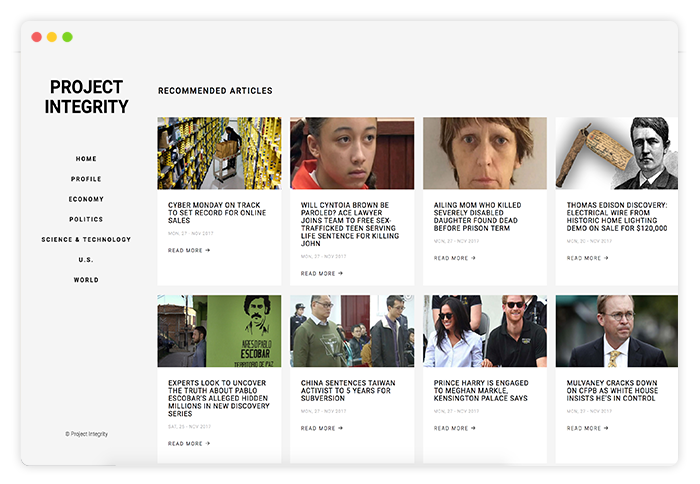 PROJECT
INTEGRITY
HOME
PROFILE
ECONOMY
POLITICS
SCIENCE & TECHNOLOGY
U.S.
WORLD
© Project Integrity
RECOMMENDED ARTICLES
CYBER MONDAY ON TRACK
TO SET RECORD FOR ONLINE
SALES
MON, 27 - NOV 2017
READ MORE →
WILL CYNTOIA BROWN BE
PAROLED? ACE LAWYER
JOINS TEAM TO FREE SEX-
TRAFFICKED TEEN SERVING
LIFE SENTENCE FOR KILLING
JOHN
MON, 27 - NOV 2017
READ MORE →
AILING MOM WHO KILLED
SEVERELY DISABLED
DAUGHTER FOUND DEAD
BEFORE PRISON TERM
MON, 20 - NOV 2017
READ MORE →
THOMAS EDISON DISCOVERY:
ELECTRICAL WIRE FROM
HISTORIC HOME LIGHTING
DEMO ON SALE FOR $120,000
MON, 20 - NOV 2017
READ MORE →
PABLO
ESCOBAR
EXPERTS LOOK TO UNCOVER
THE TRUTH ABOUT PABLO
ESCOBAR'S ALLEGED HIDDEN
MILLIONS IN NEW DISCOVERY
SERIES
SAT, 25 - NOV 2017
READ MORE →
CHINA SENTENCES TAIWAN
ACTIVIST TO 5 YEARS FOR
SUBVERSION
MON, 27 - NOV 2017
READ MORE →
PRINCE HARRY IS ENGAGED
TO MEGHAN MARKLE,
KENSINGTON PALACE SAYS
MON, 27 - NOV 2017
READ MORE →
MULVANEY CRACKS DOWN
ON CFPB AS WHITE HOUSE
INSISTS HE'S IN CONTROL
MON, 27 - NOV 2017
READ MORE →